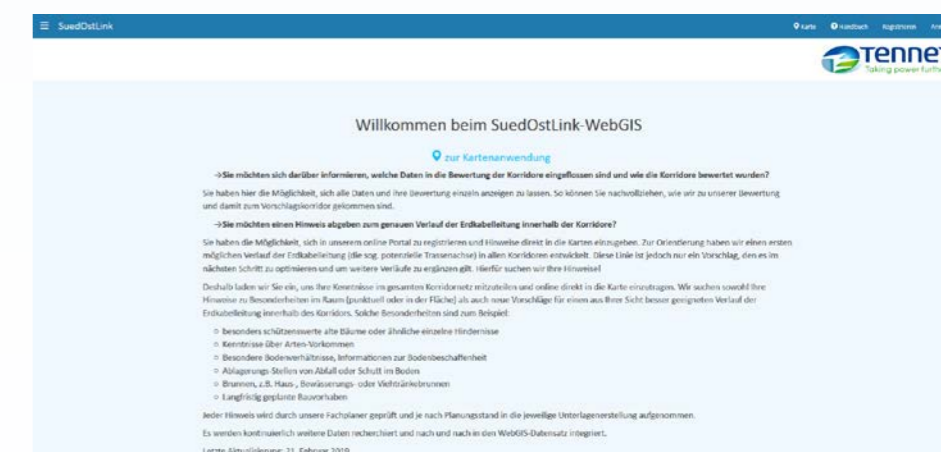 SuedOstLink
Karte Handbuch Registrieren
Tenne
Taking power furth
Willkommen beim SuedOstLink-WebGIS
zur Kartenanwendung
→Sie möchten sich darüber informieren, welche Daten in die Bewertung der Korridore eingeflossen sind und wie die Korridore bewertet wurden?
Sie haben hier die Möglichkeit, sich alle Daten und ihre Bewertung einzeln anzeigen zu lassen. So können Sie nachvollziehen, wie wir zu unserer Bewertung
und damit zum Vorschlagskorridor gekommen sind.
→Sie möchten einen Hinweis abgeben zum genauen Verlauf der Erdkabelleitung innerhalb der Korridore?
Sie haben die Möglichkeit, sich in unserem online Portal zu registrieren und Hinweise direkt in die Karten einzugeben. Zur Orientierung haben wir einen ersten
möglichen Verlauf der Erdkabelleitung (die sog. potenzielle Trassenachse) in allen Korridoren entwickelt. Diese Linie ist jedoch nur ein Vorschlag, den es im
nächsten Schritt zu optimieren und um weitere Verläufe zu ergänzen gilt. Hierfür suchen wir Ihre Hinweise!
Deshalb laden wir Sie ein, uns Ihre Kenntnisse im gesamten Korridornetz mitzuteilen und online direkt in die Karte einzutragen. Wir suchen sowohl Ihre
Hinweise zu Besonderheiten im Raum (punktuell oder in der Fläche) als auch neue Vorschläge für einen aus Ihrer Sicht besser geeigneten Verlauf der
Erdkabelleitung innerhalb des Korridors. Solche Besonderheiten sind zum Beispiel:
○ besonders schützenswerte alte Bäume oder ähnliche einzelne Hindernisse
○ Kenntnisse über Arten-Vorkommen
○ Besondere Bodenverhältnisse, Informationen zur Bodenbeschaffenheit
○ Ablagerungs-Stellen von Abfall oder Schutt im Boden
○ Brunnen, z.B. Haus-, Bewässerungs- oder Viehtränkebrunnen
○ Langfristig geplante Bauvorhaben
Jeder Hinweis wird durch unsere Fachplaner geprüft und je nach Planungsstand in die jeweilige Unterlagenerstellung aufgenommen.
Es werden kontinuierlich weitere Daten recherchiert und nach und nach in den WebGIS-Datensatz integriert.
Letzte Aktualisierung: 21. Februar 2019